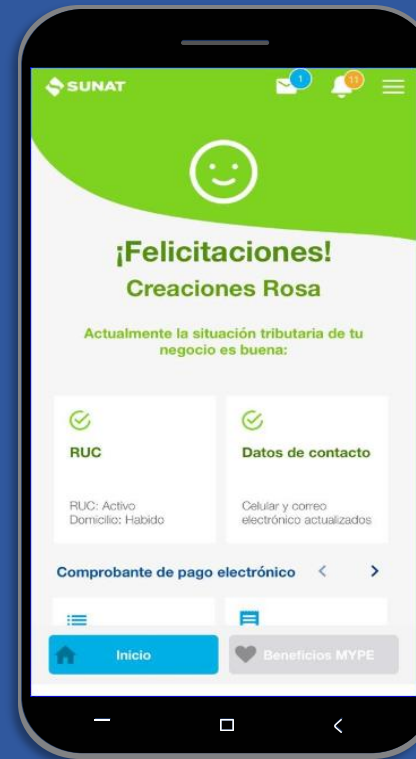 SUNAT
1
11
¡Felicitaciones!
Creaciones Rosa
Actualmente la situación tributaria de tu
negocio es buena:
RUC
RUC: Activo
Domicilio: Habido
Datos de contacto
Celular y correo
electrónico actualizados
Comprobante de pago electrónico
Inicio
Beneficios MYPE